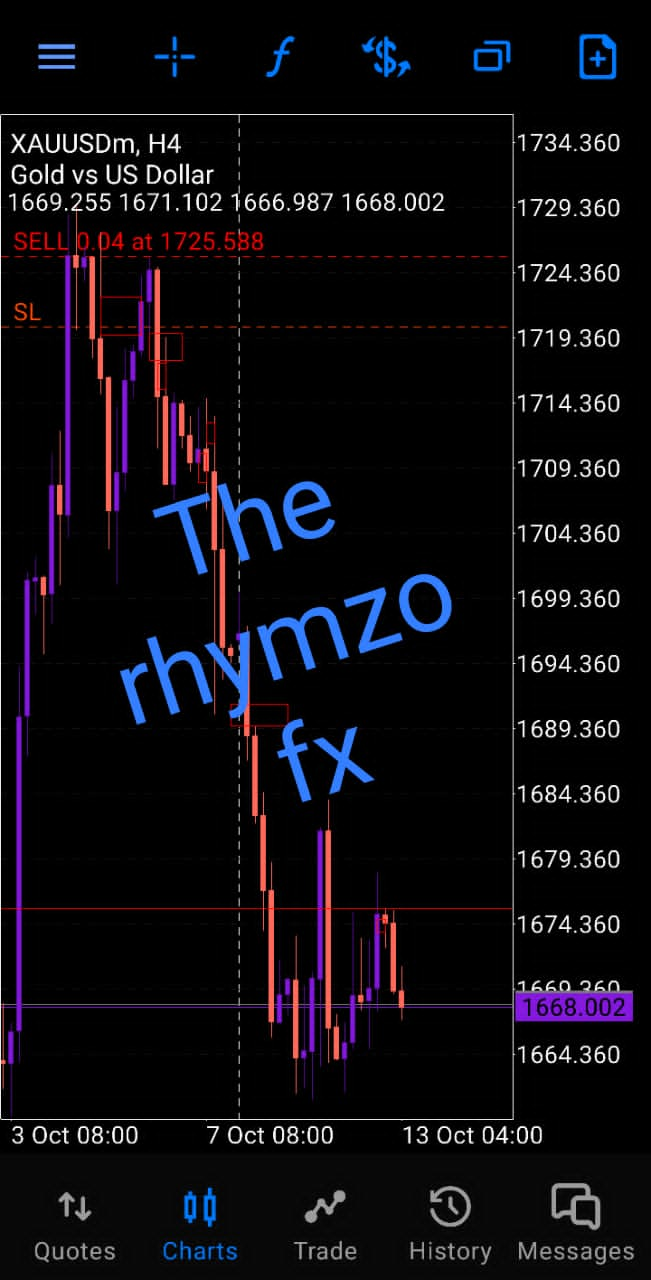 XAUUSDm, H4
Gold vs US Dollar
1669.255 1671.102 1666.987 1668.002
SELL 0.04 at 1725.588
SL
The
rhymzo
fx
1734.360
1729.360
1724.360
1719.360
1714.360
1709.360
1704.360
1699.360
1694.360
1689.360
1684.360
1679.360
1674.360
1669.360
1668.002
1664.360
3 Oct 08:00 7 Oct 08:00 13 Oct 04:00
Quotes Charts Trade History Messages